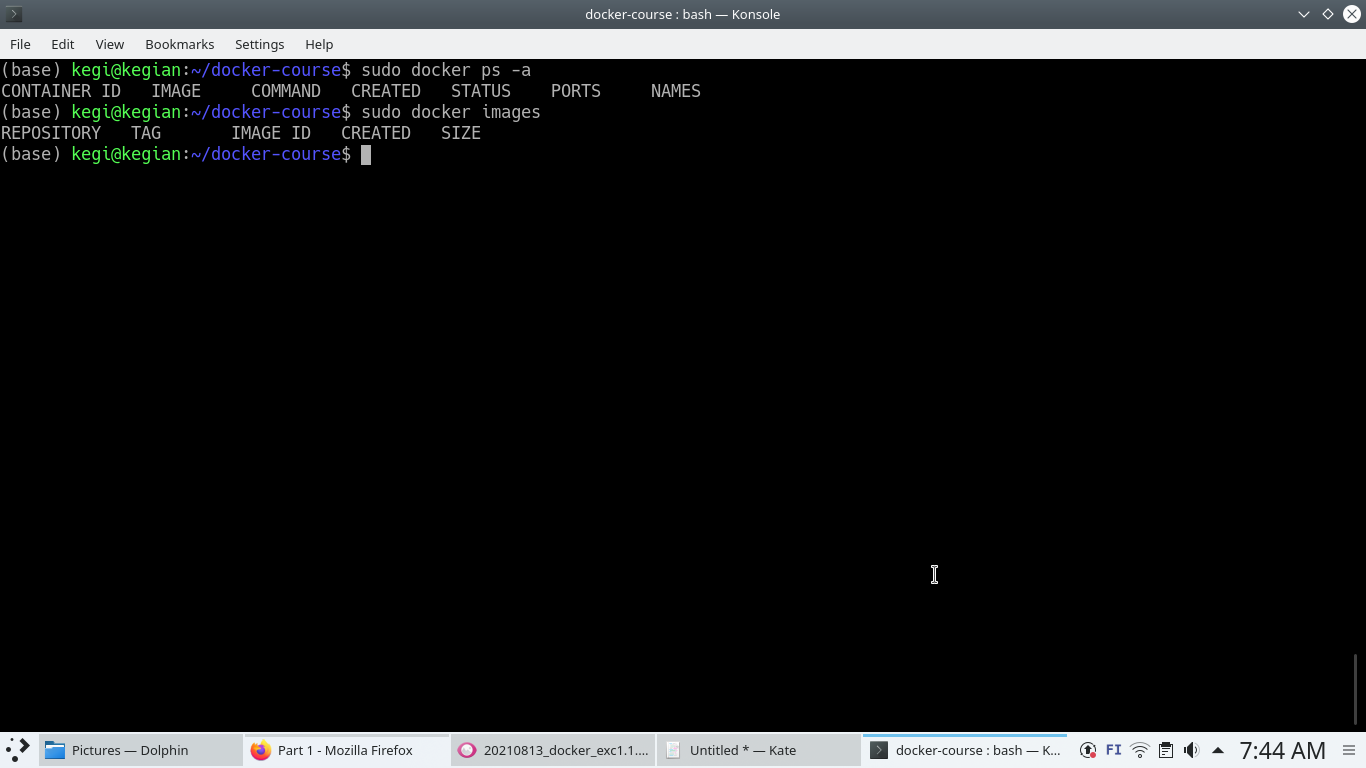 docker-course : bash — Konsole
File Edit View Bookmarks Settings Help
(base) kegi@kegian:~/docker-course$ sudo docker ps -a
CONTAINER ID   IMAGE     COMMAND   CREATED   STATUS    PORTS     NAMES
(base) kegi@kegian:~/docker-course$ sudo docker images
REPOSITORY   TAG       IMAGE ID   CREATED   SIZE
(base) kegi@kegian:~/docker-course$
Pictures — Dolphin Part 1 - Mozilla Firefox 20210813_docker_exc1.1.... Untitled * — Kate docker-course : bash — K... FI 7:44 AM